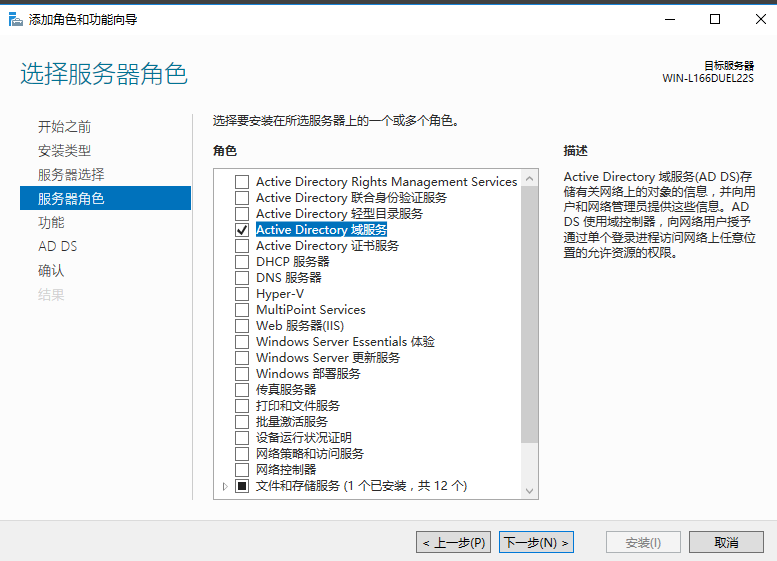 添加角色和功能向导
选择服务器角色
目标服务器
WIN-L166DUEL22S
开始之前
安装类型
服务器选择
服务器角色
功能
AD DS
确认
结果
选择要安装在所选服务器上的一个或多个角色。
角色
Active Directory Rights Management Services
Active Directory 联合身份验证服务
Active Directory 轻型目录服务
Active Directory 域服务
Active Directory 证书服务
DHCP 服务器
DNS 服务器
Hyper-V
MultiPoint Services
Web 服务器(IIS)
Windows Server Essentials 体验
Windows Server 更新服务
Windows 部署服务
传真服务器
打印和文件服务
批量激活服务
设备运行状况证明
网络策略和访问服务
网络控制器
文件和存储服务 (1 个已安装，共 12 个)
描述
Active Directory 域服务(AD DS)存
储有关网络上的对象的信息，并向用
户和网络管理员提供这些信息。AD
DS 使用域控制器，向网络用户授予
通过单个登录进程访问网络上任意位
置的允许资源的权限。
< 上一步(P)
下一步(N) >
安装(I)
取消